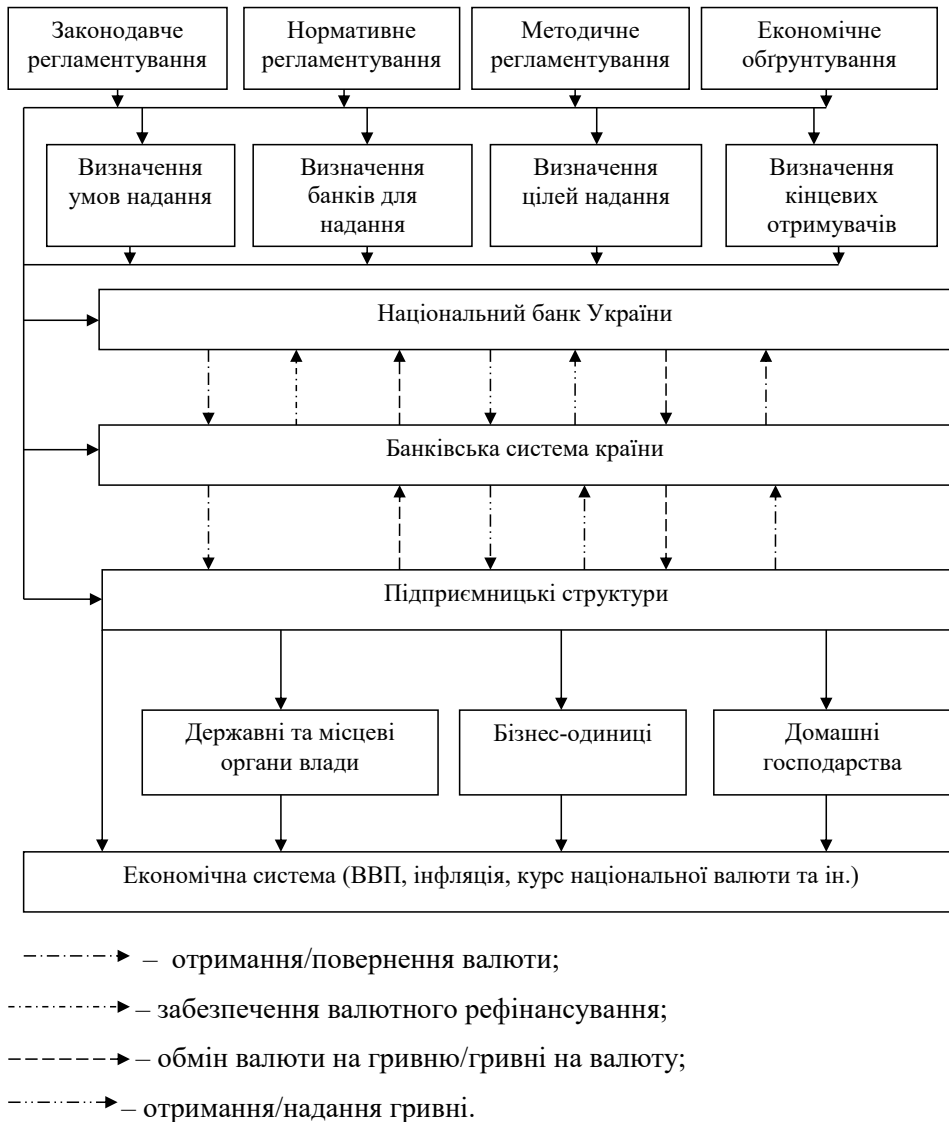 Законодавче
регламентування
Нормативне
регламентування
Методичне
регламентування
Економічне
обґрунтування
Визначення
умов надання
Визначення
банків для
надання
Визначення
цілей надання
Визначення
кінцевих
отримувачів
Національний банк України
Банківська система країни
Підприємницькі структури
Державні та місцеві
органи влади
Бізнес-одиниці
Домашні
господарства
Економічна система (ВВП, інфляція, курс національної валюти та ін.)
– отримання/повернення валюти;
– забезпечення валютного рефінансування;
– обмін валюти на гривню/гривні на валюту;
– отримання/надання гривні.